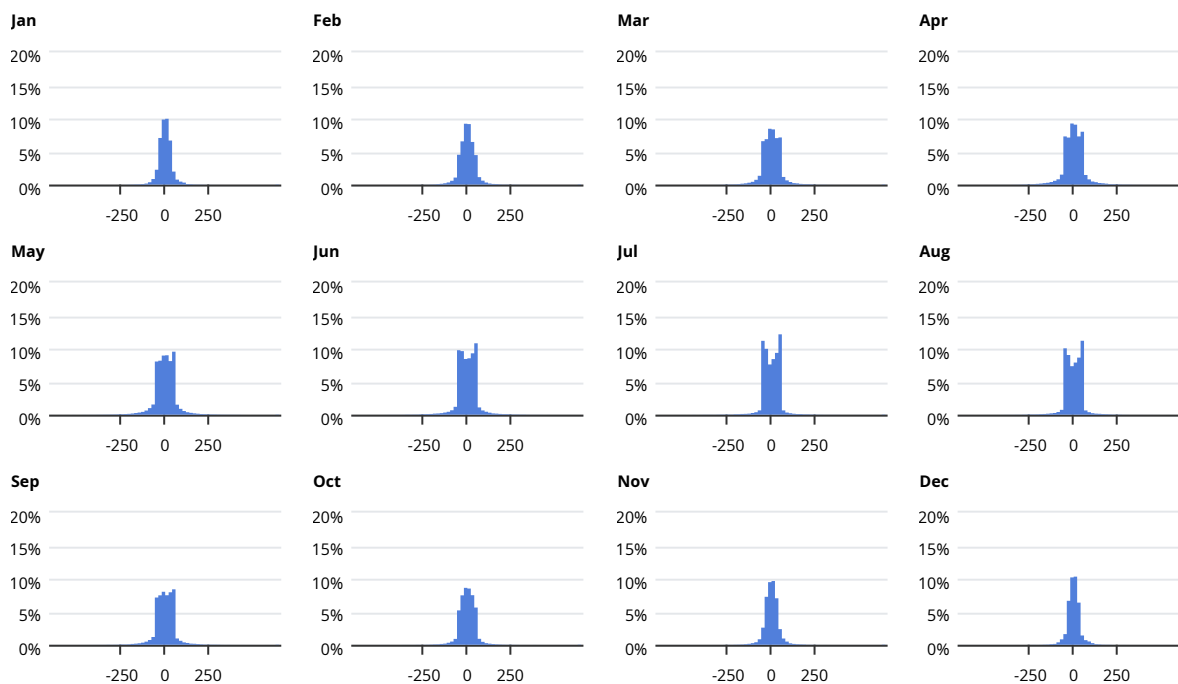 Jan Feb Mar Apr
20% 20% 20% 20%
15% 15% 15% 15%
10% 10% 10% 10%
5% 5% 5% 5%
0% 0% 0% 0%
-250 0 250 -250 0 250 -250 0 250 -250 0 250
May Jun Jul Aug
20% 20% 20% 20%
15% 15% 15% 15%
10% 10% 10% 10%
5% 5% 5% 5%
0% 0% 0% 0%
-250 0 250 -250 0 250 -250 0 250 -250 0 250
Sep Oct Nov Dec
20% 20% 20% 20%
15% 15% 15% 15%
10% 10% 10% 10%
5% 5% 5% 5%
0% 0% 0% 0%
-250 0 250 -250 0 250 -250 0 250 -250 0 250